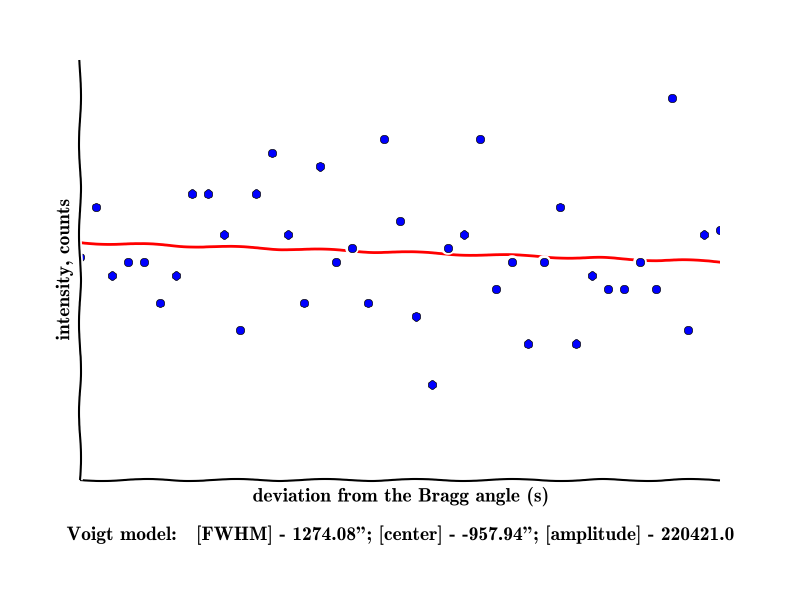 intensity, counts
deviation from the Bragg angle (s)
Voigt model: [FWHM] - 1274.08”; [center] - -957.94”; [amplitude] - 220421.0